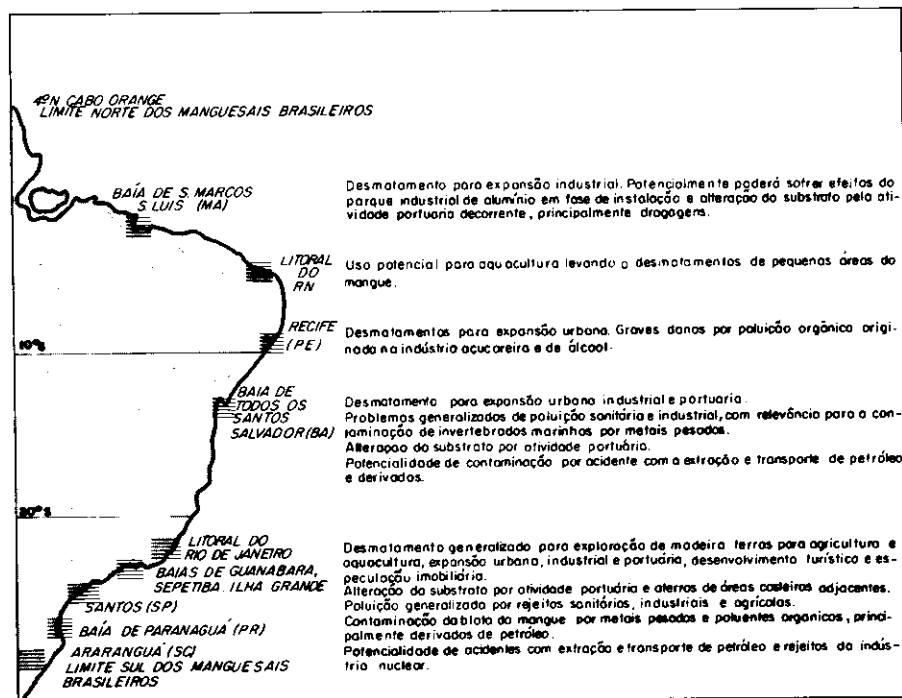 4ºN CABO ORANGE
LIMITE NORTE DOS MANGUESAIS BRASILEIROS
BAÍA DE S. MARCOS
S. LUIS (MA)
Desmatamento para expansão industrial. Potencialmente poderá sofrer efeitos do
parque industrial de alumínio em fase de instalação e alteração do substrato pela ati-
vidade portuaria decorrente, principalmente dragagens.
LITORAL
DO
RN
Uso potencial para aquacultura levando a desmatamentos de pequenas áreas do
mangue.
RECIFE
(PE)
Desmatamentos para expansão urbana. Graves danos por poluição orgânica origi-
nada na indústria açucareira e de álcool.
10ºS
BAIA DE
TODOS OS
SANTOS
SALVADOR (BA)
Desmatamento para expansão urbana industrial e portuaria.
Problemas generalizados de poluição sanitária e industrial, com relevância para a con-
taminação de invertebrados marinhos por metais pesados.
Alteração do substrato por atividade portuária.
Potencialidade de contaminação por acidente com a extração e transporte de petróleo
e derivados.
20ºS
LITORAL DO
RIO DE JANEIRO
BAIAS DE GUANABARA,
SEPETIBA. ILHA GRANDE
SANTOS (SP)
BAÍA DE PARANAGUÁ (PR)
ARARANGUÁ (SC)
LIMITE SUL DOS MANGUESAIS
BRASILEIROS
Desmatamento generalizado para exploração de madeira terras para agricultura e
aquacultura, expansão urbana, industrial e portuária, desenvolvimento turístico e es-
peculação imobiliária.
Alteração do substrato por atividade portuária e aterros de áreas costeiras adjacentes.
Poluição generalizada por rejeitos sanitários, industriais e agrícolas.
Contaminação da biota do mangue por metais pesados e poluentes organicos, princi-
palmente derivados de petróleo.
Potencialidade de acidentes com extração e transporte de petróleo e rejeitos da indús-
tria nuclear.